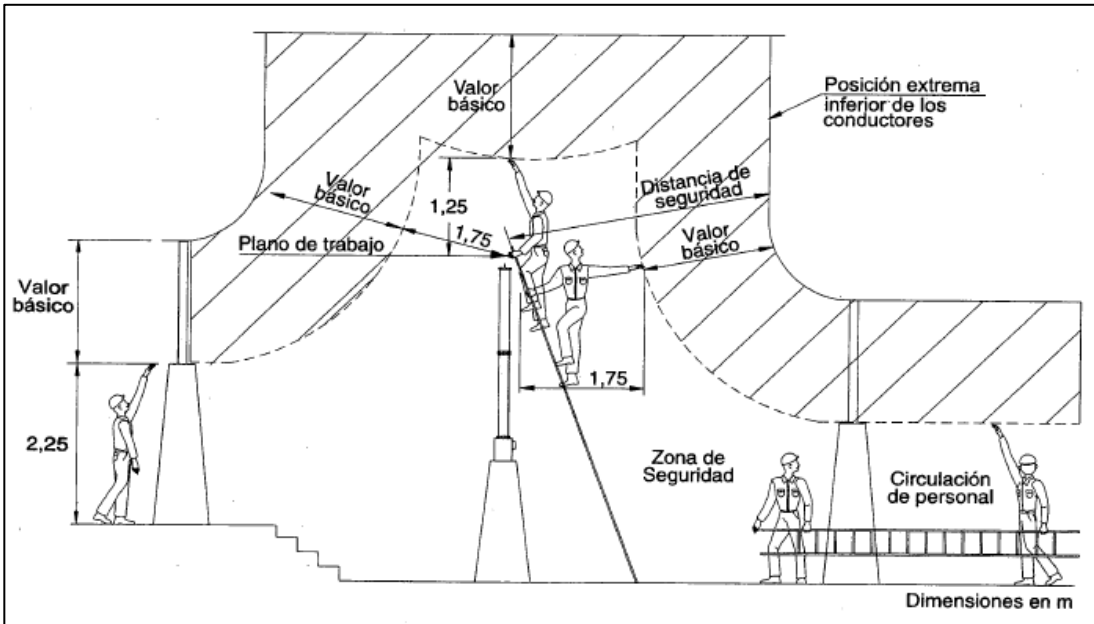 Valor
básico
Posición extrema
inferior de los
conductores
Valor
básico
1,25
Distancia de
seguridad
1,75
Plano de trabajo
Valor
básico
Valor
básico
1,75
2,25
Zona de
Seguridad
Circulación
de personal
Dimensiones en m